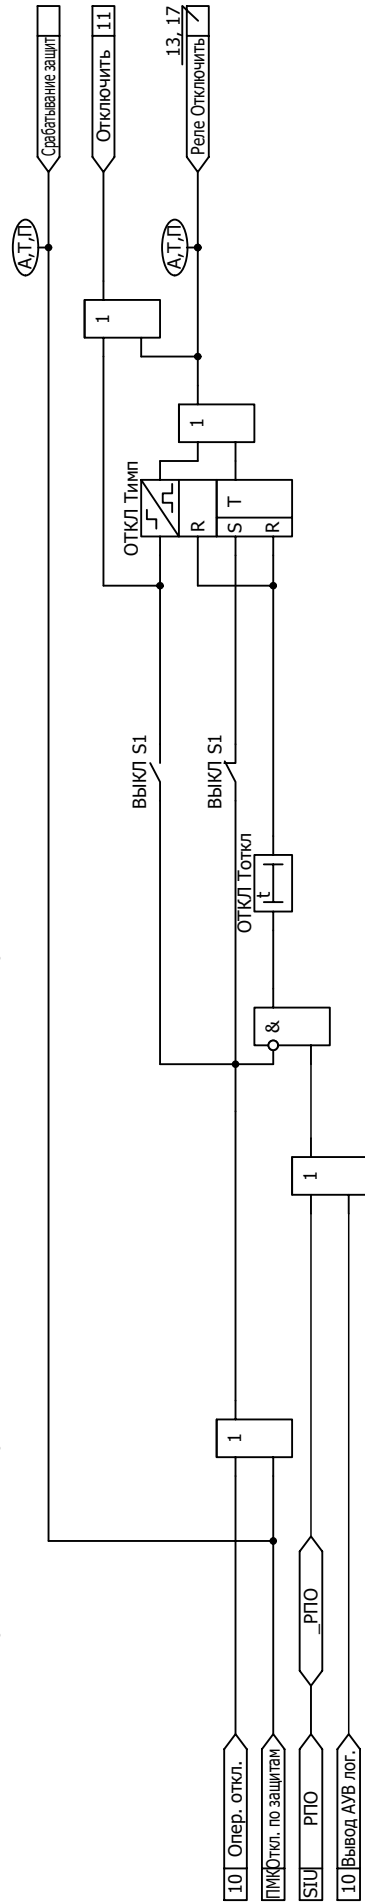 Срабатывание защит
Отключить 11
13, 17
Реле Отключить
А,Т,П
А,Т,П
1
1
ОТКЛ Тимп
R
S T
R
ВЫКЛ S1
ВЫКЛ S1
ОТКЛ Тоткл
t
&
1
1
_РПО
10 Опер. откл.
ПМК Откл. по защитам
SIU РПО
10 Вывод АУВ лог.